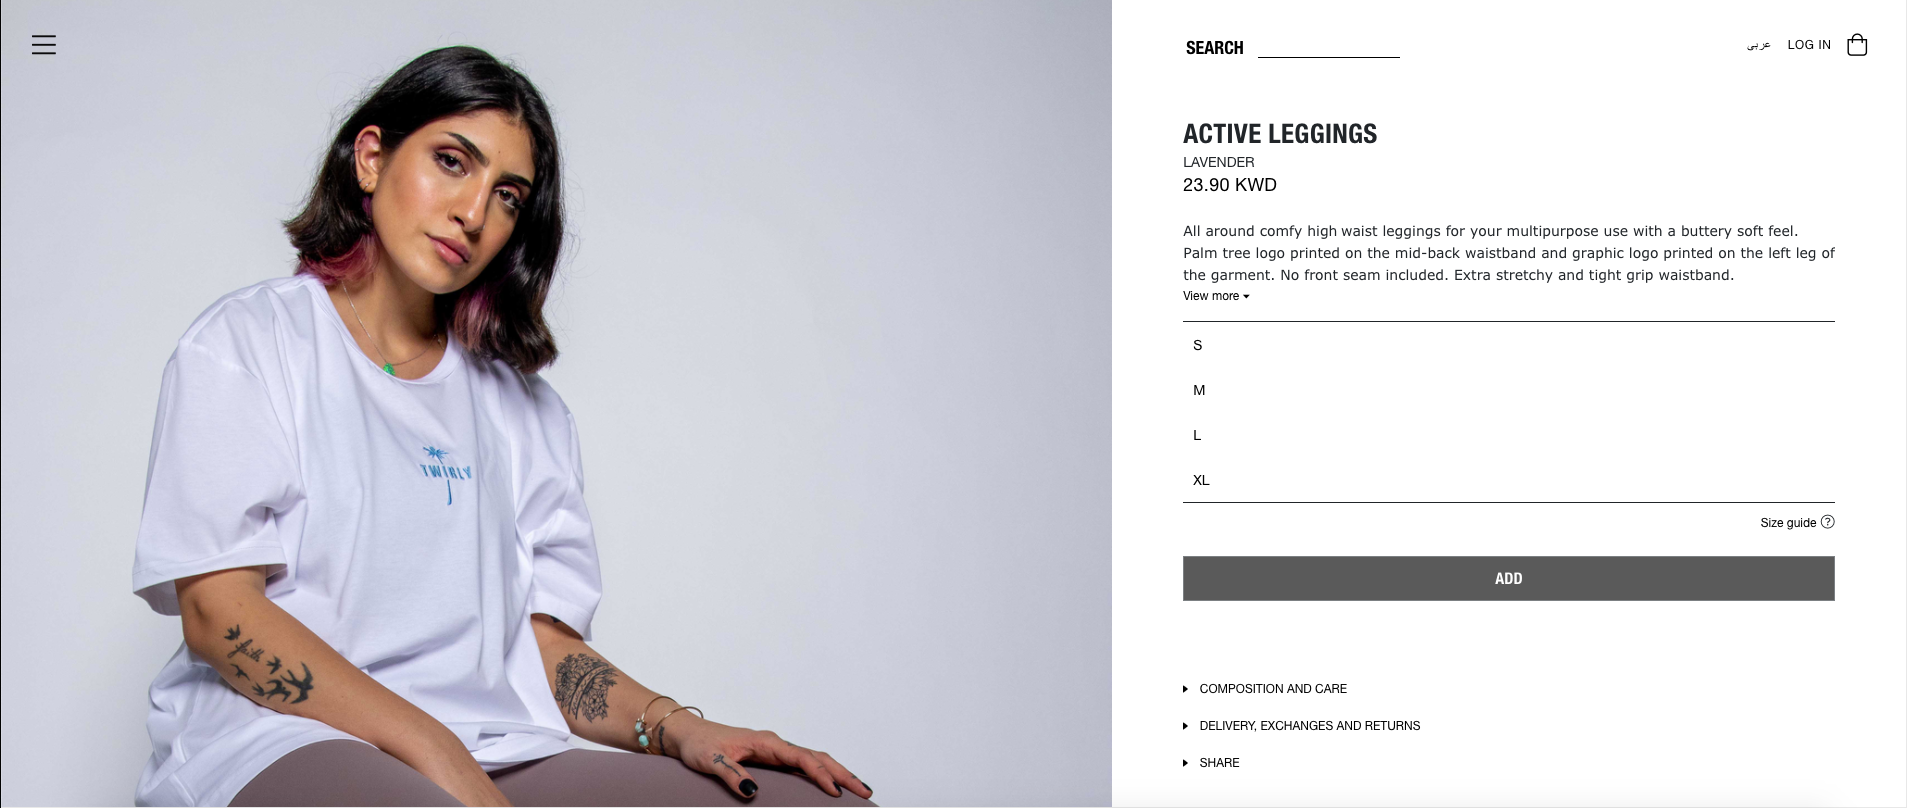 SEARCH
عربي
LOG IN
ACTIVE LEGGINGS
LAVENDER
23.90 KWD
All around comfy high waist leggings for your multipurpose use with a buttery soft feel.
Palm tree logo printed on the mid-back waistband and graphic logo printed on the left leg of
the garment. No front seam included. Extra stretchy and tight grip waistband.
View more
S
M
L
XL
Size guide ?
ADD
COMPOSITION AND CARE
DELIVERY, EXCHANGES AND RETURNS
SHARE
TWIRLY
faith